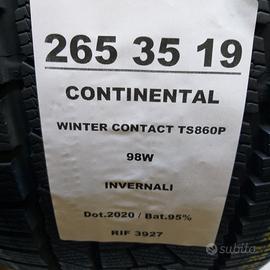 265 35 19
CONTINENTAL
WINTER CONTACT TS860P
98W
INVERNALI
Dot.2020 / Bat.95%
RIF 3927
subito